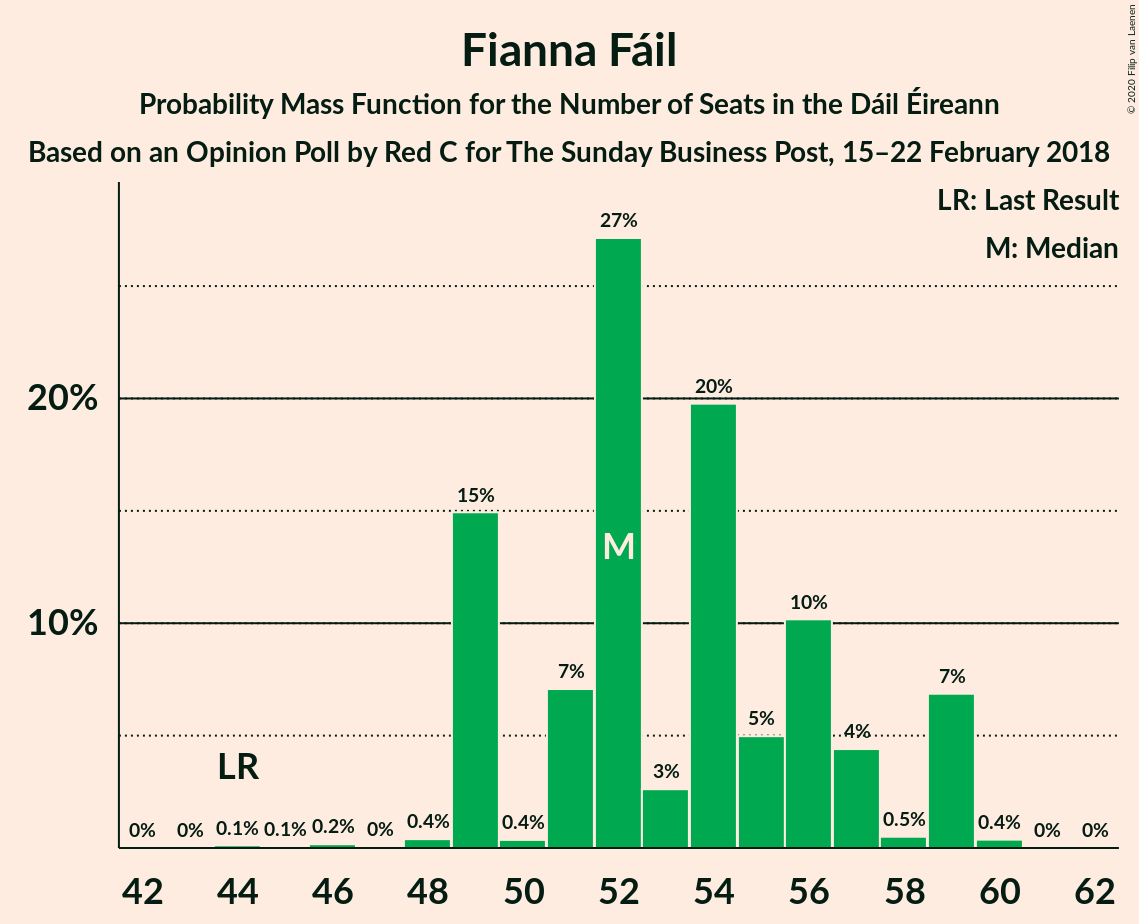 Fianna Fáil
Probability Mass Function for the Number of Seats in the Dáil Éireann
Based on an Opinion Poll by Red C for The Sunday Business Post, 15–22 February 2018
© 2020 Filip van Laenen
LR: Last Result
M: Median
27%
20%
20%
15%
M
10%
10%
7%
7%
5%
4%
LR
3%
0% 0% 0.1% 0.1% 0.2% 0% 0.4% 0.4% 0.5% 0.4% 0% 0%
42 44 46 48 50 52 54 56 58 60 62